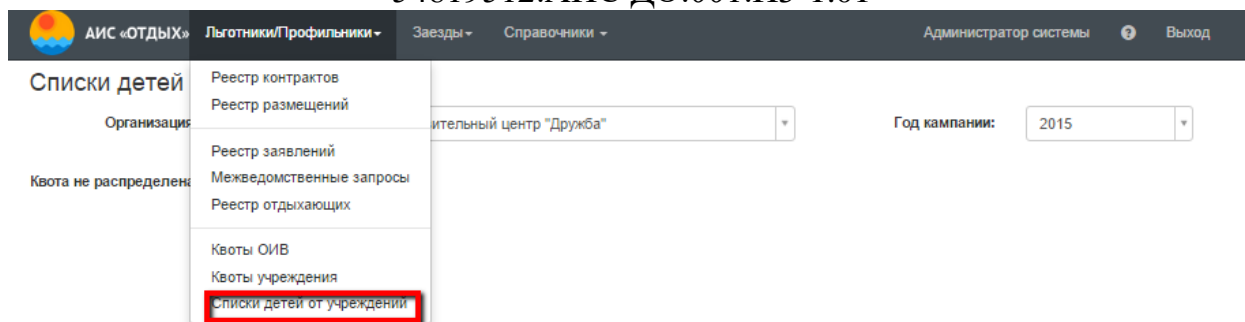 АИС «ОТДЫХ» Льготники/Профильники Заезды Справочники Администратор системы ? Выход
Списки детей
Реестр контрактов
Реестр размещений
Организация ительный центр "Дружба" Год кампании: 2015
Реестр заявлений
Квота не распределена Межведомственные запросы
Реестр отдыхающих
Квоты ОИВ
Квоты учреждения
Списки детей от учреждений